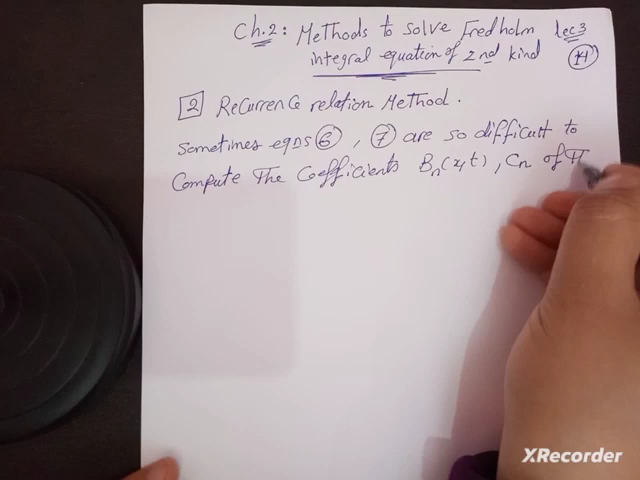 Ch.2: Methods to solve Fredholm lec3
integral equation of 2nd kind 14
2 Recurrence relation Method.
Sometimes eqns 6, 7 are so difficult to
Compute The Coefficients Bn(x,t), Cn of
XRecorder